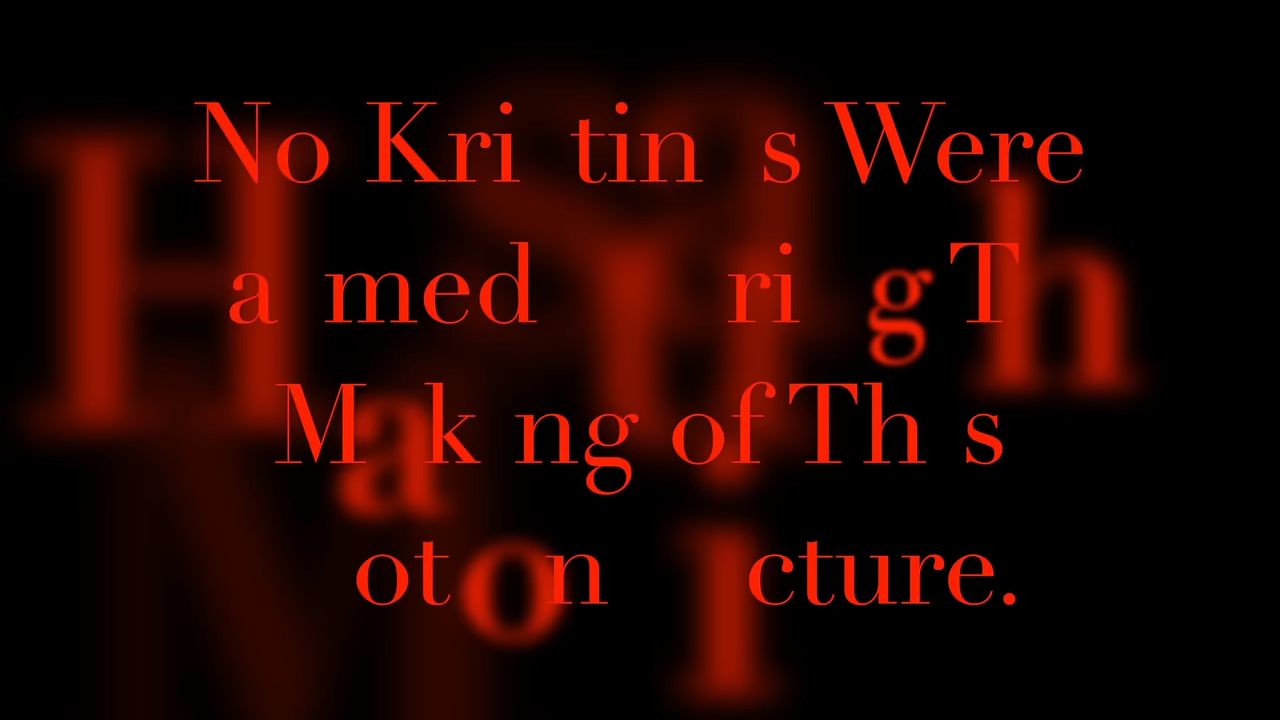 No Kri tin s Were
a med ri g T
M a k ng of Th s
ot o n cture.
H
h
i
M